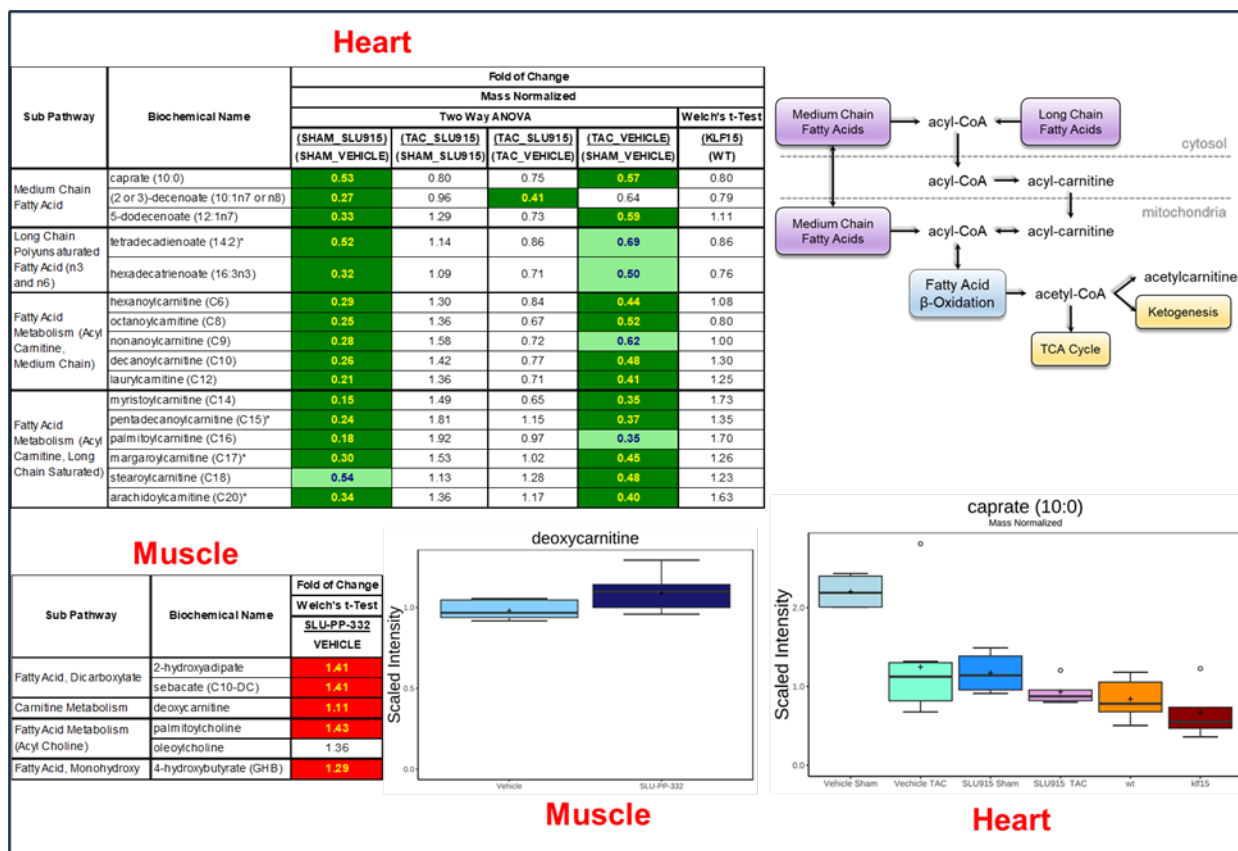 Heart
Sub Pathway
Biochemical Name
Fold of Change
Mass Normalized
Two Way ANOVA
Welch's t-Test
(SHAM_SLU915)
(SHAM_VEHICLE)
(TAC_SLU915)
(SHAM_SLU915)
(TAC_SLU915)
(TAC_VEHICLE)
(TAC_VEHICLE)
(SHAM_VEHICLE)
(KLF15)
(WT)
Medium Chain
Fatty Acid
caprate (10:0) 0.53 0.80 0.75 0.57 0.80
(2 or 3)-decenoate (10:1n7 or n8) 0.27 0.96 0.41 0.64 0.79
5-dodecenoate (12:1n7) 0.33 1.29 0.73 0.59 1.11
Long Chain
Polyunsaturated
Fatty Acid (n3
and n6)
tetradecadienoate (14:2)* 0.52 1.14 0.86 0.69 0.86
hexadecatrienoate (16:3n3) 0.32 1.09 0.71 0.50 0.76
Fatty Acid
Metabolism (Acyl
Carnitine,
Medium Chain)
hexanoylcarnitine (C6) 0.29 1.30 0.84 0.44 1.08
octanoylcarnitine (C8) 0.25 1.36 0.67 0.52 0.80
nonanoylcarnitine (C9) 0.28 1.58 0.72 0.62 1.00
decanoylcarnitine (C10) 0.26 1.42 0.77 0.48 1.30
laurylcarnitine (C12) 0.21 1.36 0.71 0.41 1.25
Fatty Acid
Metabolism (Acyl
Carnitine, Long
Chain Saturated)
myristoylcarnitine (C14) 0.15 1.49 0.65 0.35 1.73
pentadecanoylcarnitine (C15)* 0.24 1.81 1.15 0.37 1.35
palmitoylcarnitine (C16) 0.18 1.92 0.97 0.35 1.70
margaroylcarnitine (C17)* 0.30 1.53 1.02 0.45 1.26
stearoylcarnitine (C18) 0.54 1.13 1.28 0.48 1.23
arachidoylcarnitine (C20)* 0.34 1.36 1.17 0.40 1.63
Medium Chain
Fatty Acids
acyl-CoA
Long Chain
Fatty Acids
cytosol
acyl-CoA
acyl-carnitine
mitochondria
Medium Chain
Fatty Acids
acyl-CoA
acyl-carnitine
Fatty Acid
β-Oxidation
acetyl-CoA
acetylcarnitine
Ketogenesis
TCA Cycle
Muscle
Sub Pathway
Biochemical Name
Fold of Change
Welch's t-Test
SLU-PP-332
VEHICLE
Fatty Acid, Dicarboxylate
2-hydroxyadipate 1.41
sebacate (C10-DC) 1.41
Carnitine Metabolism deoxycarnitine 1.11
Fatty Acid Metabolism
(Acyl Choline)
palmitoylcholine 1.43
oleoylcholine 1.36
Fatty Acid, Monohydroxy 4-hydroxybutyrate (GHB) 1.29
deoxycarnitine
Scaled Intensity
1.0
0.5
0.0
Vehicle SLU-PP-332
Muscle
caprate (10:0)
Mass Normalized
Scaled Intensity
2.0
1.0
0.0
Vehicle Sham Vechicle TAC SLU915 Sham SLU915 TAC wt klf15
Heart